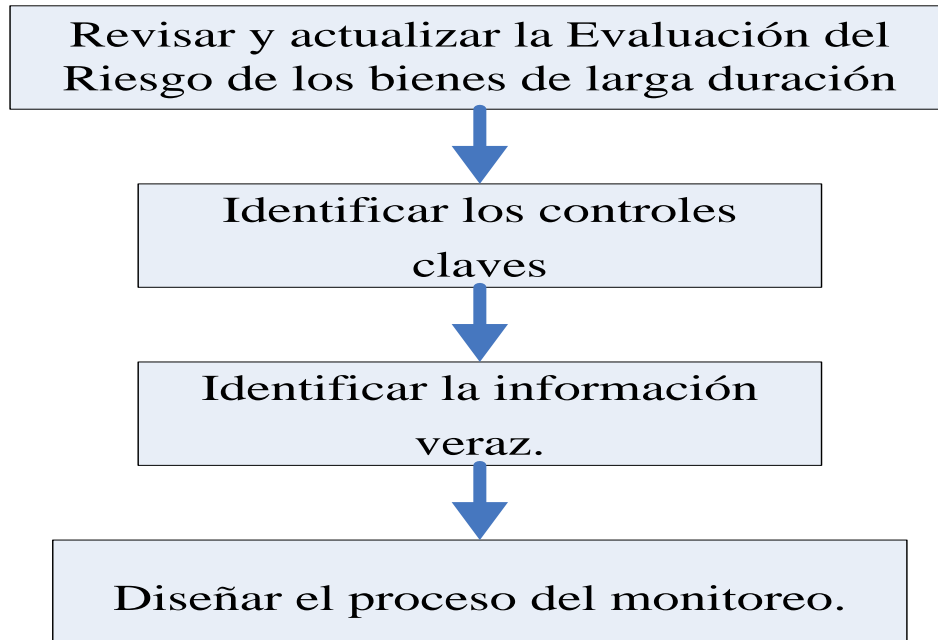 Revisar y actualizar la Evaluación del
Riesgo de los bienes de larga duración
Identificar los controles
claves
Identificar la información
veraz.
Diseñar el proceso del monitoreo.